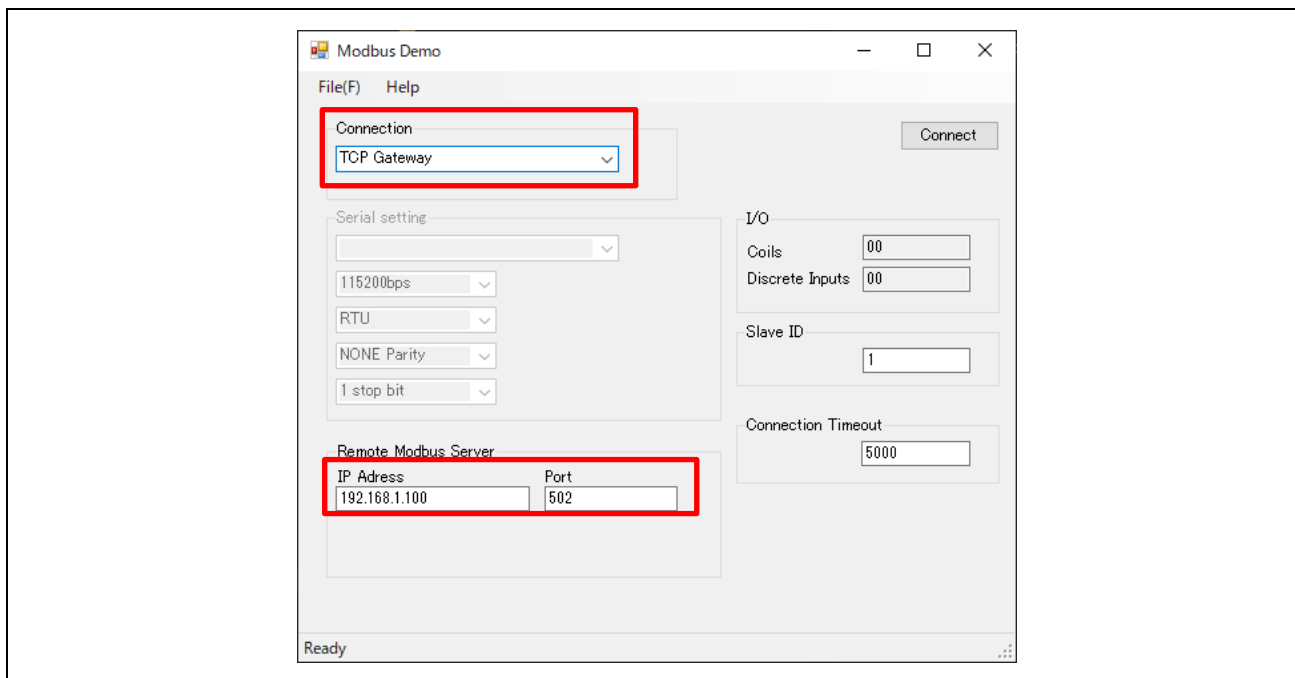 Modbus Demo
File(F) Help
Connection
TCP Gateway
Connect
Serial setting
115200bps
RTU
NONE Parity
1 stop bit
I/O
Coils 00
Discrete Inputs 00
Slave ID
1
Connection Timeout
5000
Remote Modbus Server
IP Adress Port
192.168.1.100 502
Ready